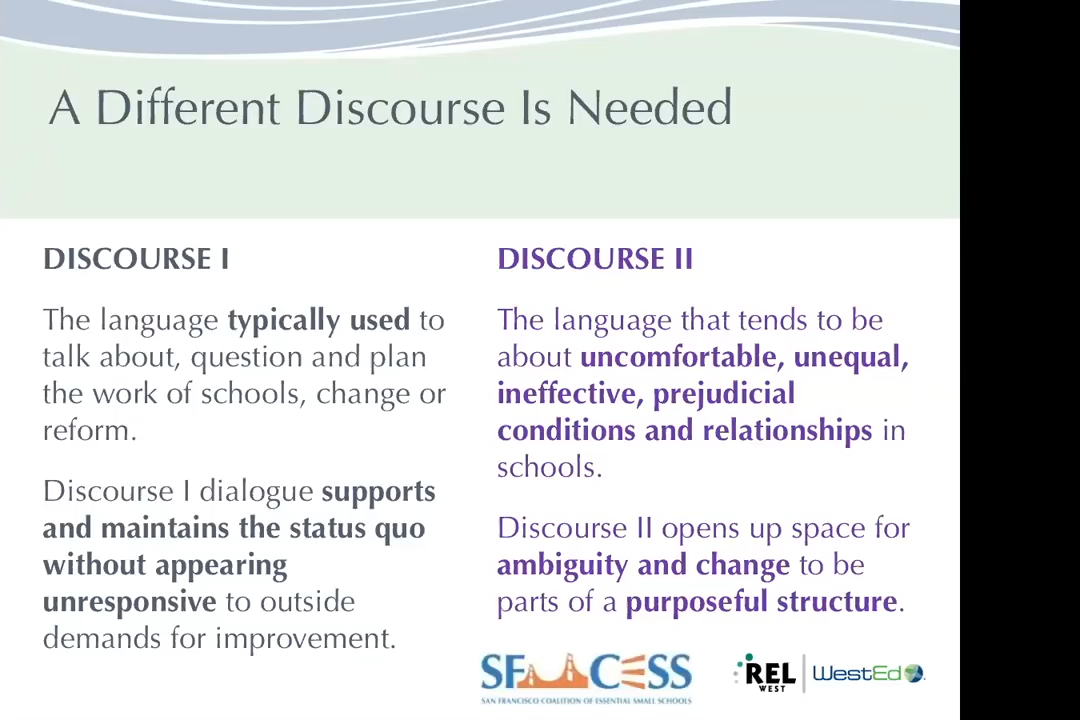 A Different Discourse Is Needed
DISCOURSE I
The language typically used to
talk about, question and plan
the work of schools, change or
reform.
Discourse I dialogue supports
and maintains the status quo
without appearing
unresponsive to outside
demands for improvement.
DISCOURSE II
The language that tends to be
about uncomfortable, unequal,
ineffective, prejudicial
conditions and relationships in
schools.
Discourse II opens up space for
ambiguity and change to be
parts of a purposeful structure.
SF CESS
SAN FRANCISCO COALITION OF ESSENTIAL SMALL SCHOOLS
REL
WEST
WestEd